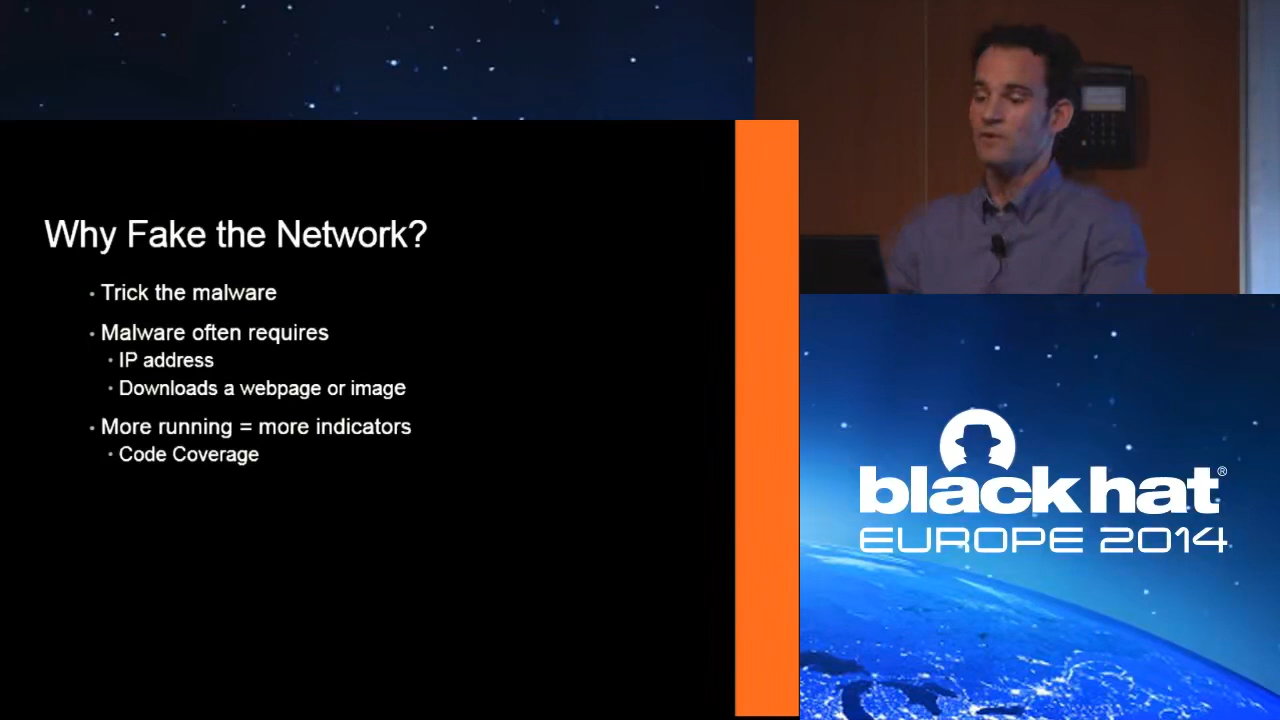 Why Fake the Network?
• Trick the malware
• Malware often requires
• IP address
• Downloads a webpage or image
• More running = more indicators
• Code Coverage
black hat®
EUROPE 2014